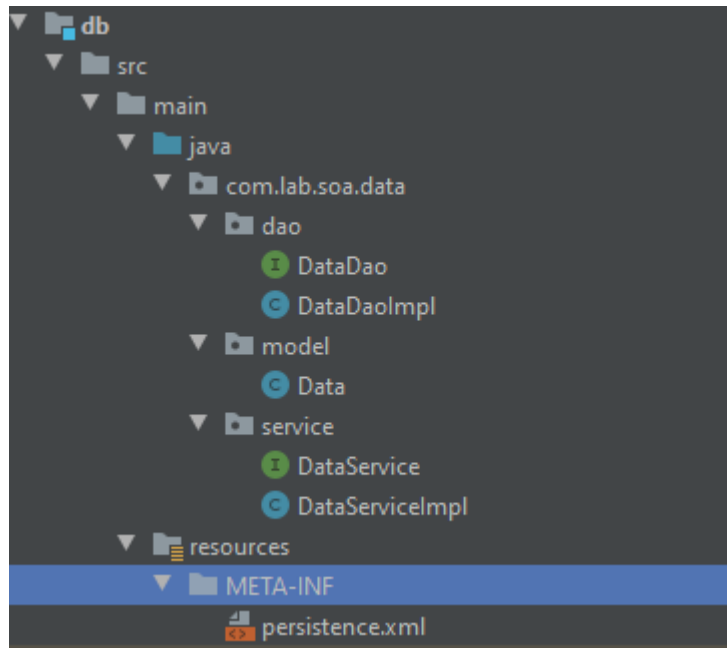 db
src
main
java
com.lab.soa.data
dao
I DataDao
C DataDaoImpl
model
C Data
service
I DataService
C DataServiceImpl
resources
META-INF
persistence.xml